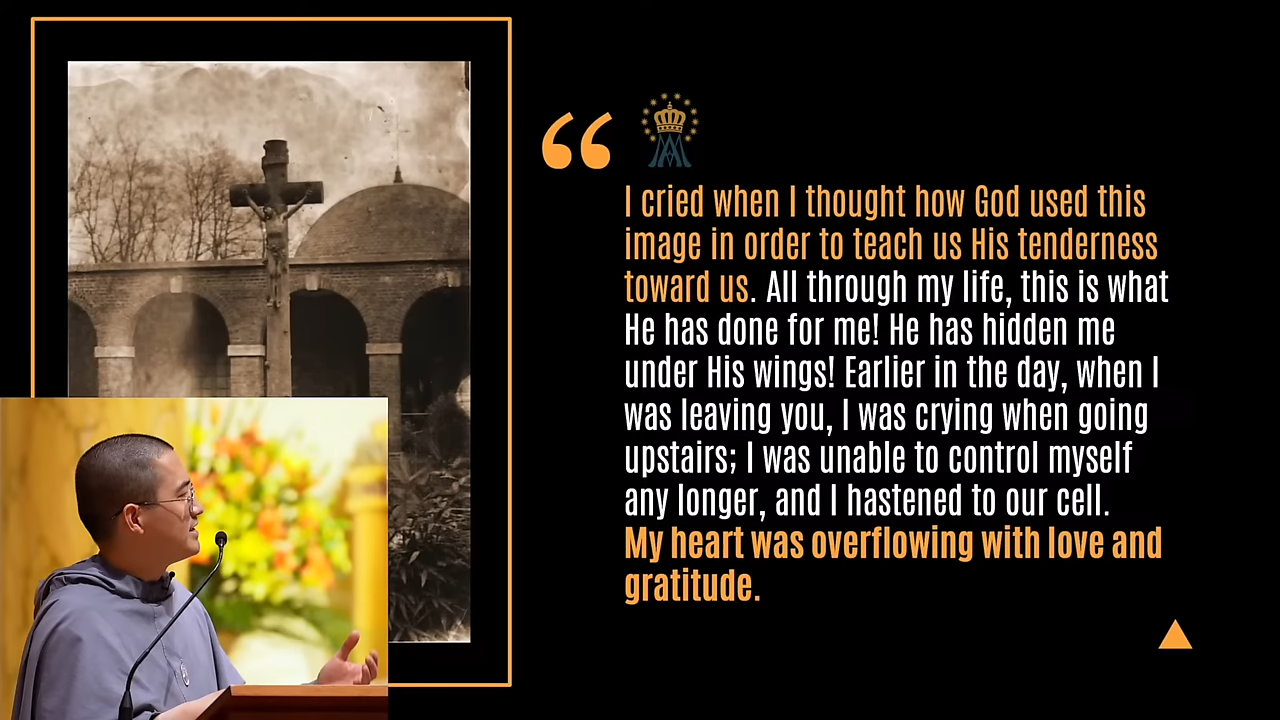 I cried when I thought how God used this
image in order to teach us His tenderness
toward us. All through my life, this is what
He has done for me! He has hidden me
under His wings! Earlier in the day, when I
was leaving you, I was crying when going
upstairs; I was unable to control myself
any longer, and I hastened to our cell.
My heart was overflowing with love and
gratitude.